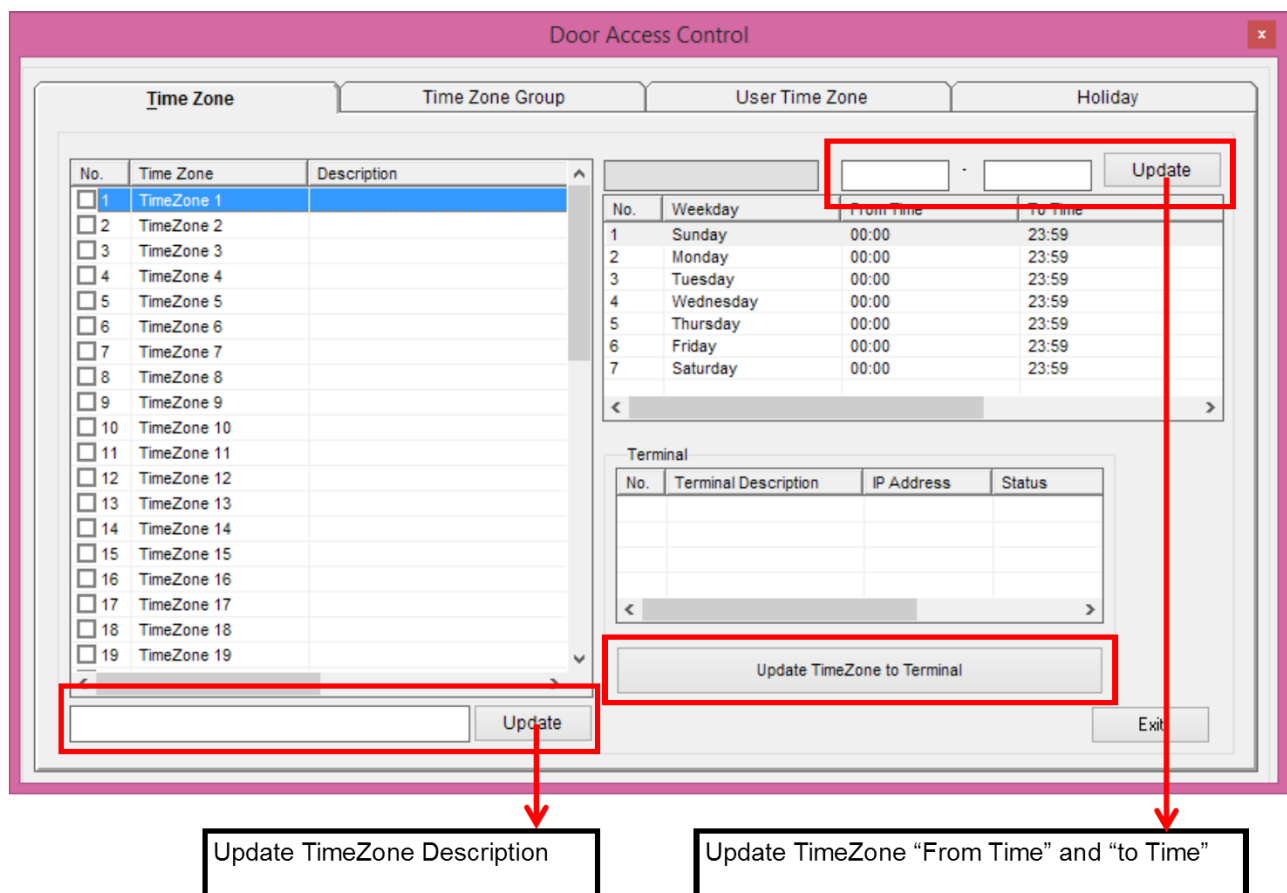 Door Access Control
x
Time Zone
Time Zone Group
User Time Zone
Holiday
No. Time Zone Description
1 TimeZone 1
2 TimeZone 2
3 TimeZone 3
4 TimeZone 4
5 TimeZone 5
6 TimeZone 6
7 TimeZone 7
8 TimeZone 8
9 TimeZone 9
10 TimeZone 10
11 TimeZone 11
12 TimeZone 12
13 TimeZone 13
14 TimeZone 14
15 TimeZone 15
16 TimeZone 16
17 TimeZone 17
18 TimeZone 18
19 TimeZone 19
Update
- Update
No. Weekday From Time To Time
1 Sunday 00:00 23:59
2 Monday 00:00 23:59
3 Tuesday 00:00 23:59
4 Wednesday 00:00 23:59
5 Thursday 00:00 23:59
6 Friday 00:00 23:59
7 Saturday 00:00 23:59
Terminal
No. Terminal Description IP Address Status
Update TimeZone to Terminal
Exit
Update TimeZone Description
Update TimeZone “From Time” and “to Time”